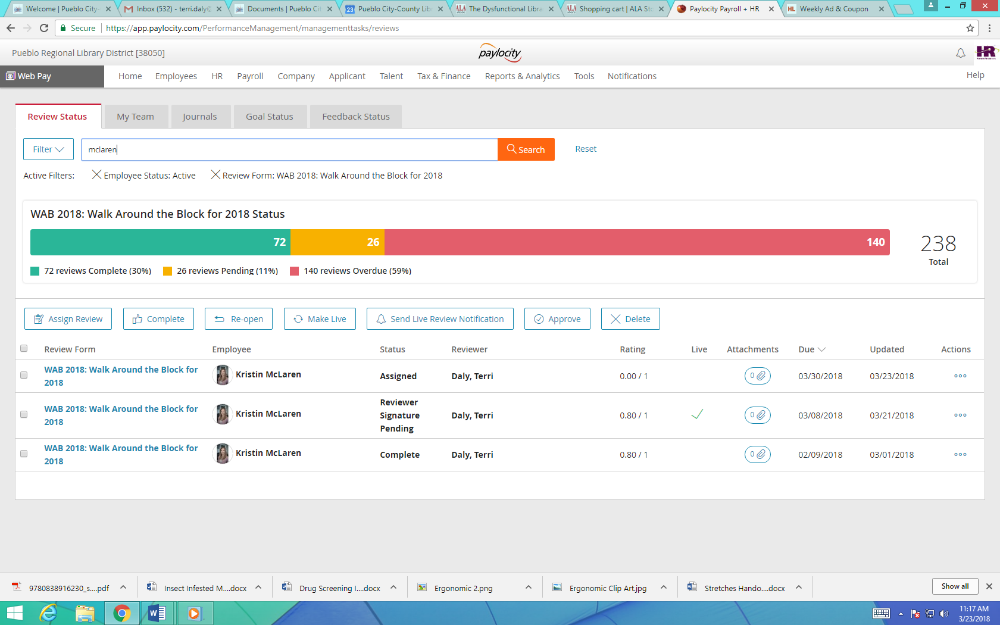 Welcome | Pueblo City- Inbox (532) - terri.daly@ Documents | Pueblo Cit Pueblo City-County Lib ALA The Dysfunctional Libra ALA Shopping cart | ALA Sto Paylocity Payroll + HR HL Weekly Ad & Coupon
Secure https://app.paylocity.com/PerformanceManagement/managementtasks/reviews
Pueblo Regional Library District [38050] paylocity HR
Web Pay Home Employees HR Payroll Company Applicant Talent Tax & Finance Reports & Analytics Tools Notifications Help
Review Status My Team Journals Goal Status Feedback Status
Filter mclaren Search Reset
Active Filters: Employee Status: Active Review Form: WAB 2018: Walk Around the Block for 2018
WAB 2018: Walk Around the Block for 2018 Status
72 26 140 238
Total
72 reviews Complete (30%) 26 reviews Pending (11%) 140 reviews Overdue (59%)
Assign Review Complete Re-open Make Live Send Live Review Notification Approve Delete
Review Form Employee Status Reviewer Rating Live Attachments Due Updated Actions
WAB 2018: Walk Around the Block for
2018 Kristin McLaren Assigned Daly, Terri 0.00 / 1 0 03/30/2018 03/23/2018
WAB 2018: Walk Around the Block for
2018 Kristin McLaren Reviewer
Signature
Pending Daly, Terri 0.80 / 1 0 03/08/2018 03/21/2018
WAB 2018: Walk Around the Block for
2018 Kristin McLaren Complete Daly, Terri 0.80 / 1 0 02/09/2018 03/01/2018
9780838916230_s....pdf Insect Infested M....docx Drug Screening I....docx Ergonomic 2.png Ergonomic Clip Art.jpg Stretches Hando....docx Show all
11:17 AM
3/23/2018